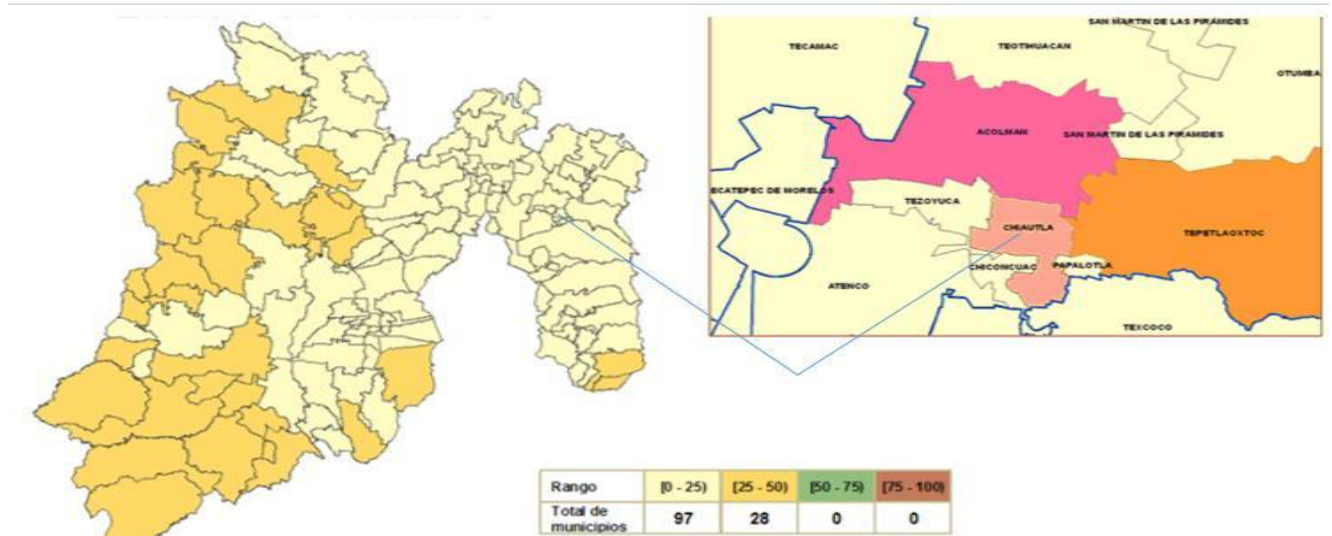 SAN MARTIN DE LAS PIRAMIDES
TECAMAC
TEOTIHUACAN
OTUMBA
ACOLMAN
SAN MARTIN DE LAS PIRAMIDES
ECATEPEC DE MORELOS
TEZOYUCA
CHIAUTLA
TEPETLAOXTOC
CHICONCUAC
PAPALOTLA
ATENCO
TEXCOCO
Rango [0 - 25) [25 - 50) [50 - 75) [75 - 100)
Total de
municipios 97 28 0 0